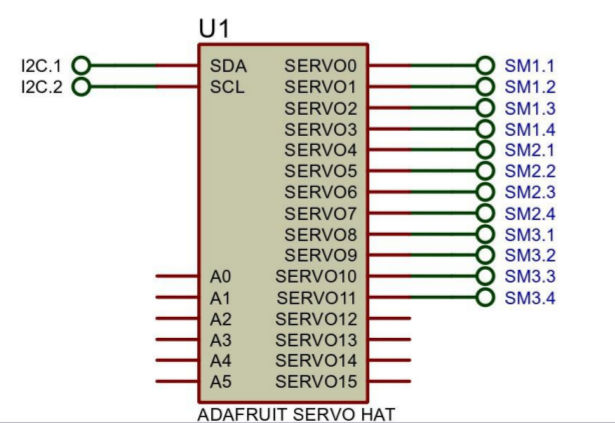 U1
I2C.1 SDA SERVO0 SM1.1
I2C.2 SCL SERVO1 SM1.2
SERVO2 SM1.3
SERVO3 SM1.4
SERVO4 SM2.1
SERVO5 SM2.2
SERVO6 SM2.3
SERVO7 SM2.4
SERVO8 SM3.1
SERVO9 SM3.2
A0 SERVO10 SM3.3
A1 SERVO11 SM3.4
A2 SERVO12
A3 SERVO13
A4 SERVO14
A5 SERVO15
ADAFRUIT SERVO HAT